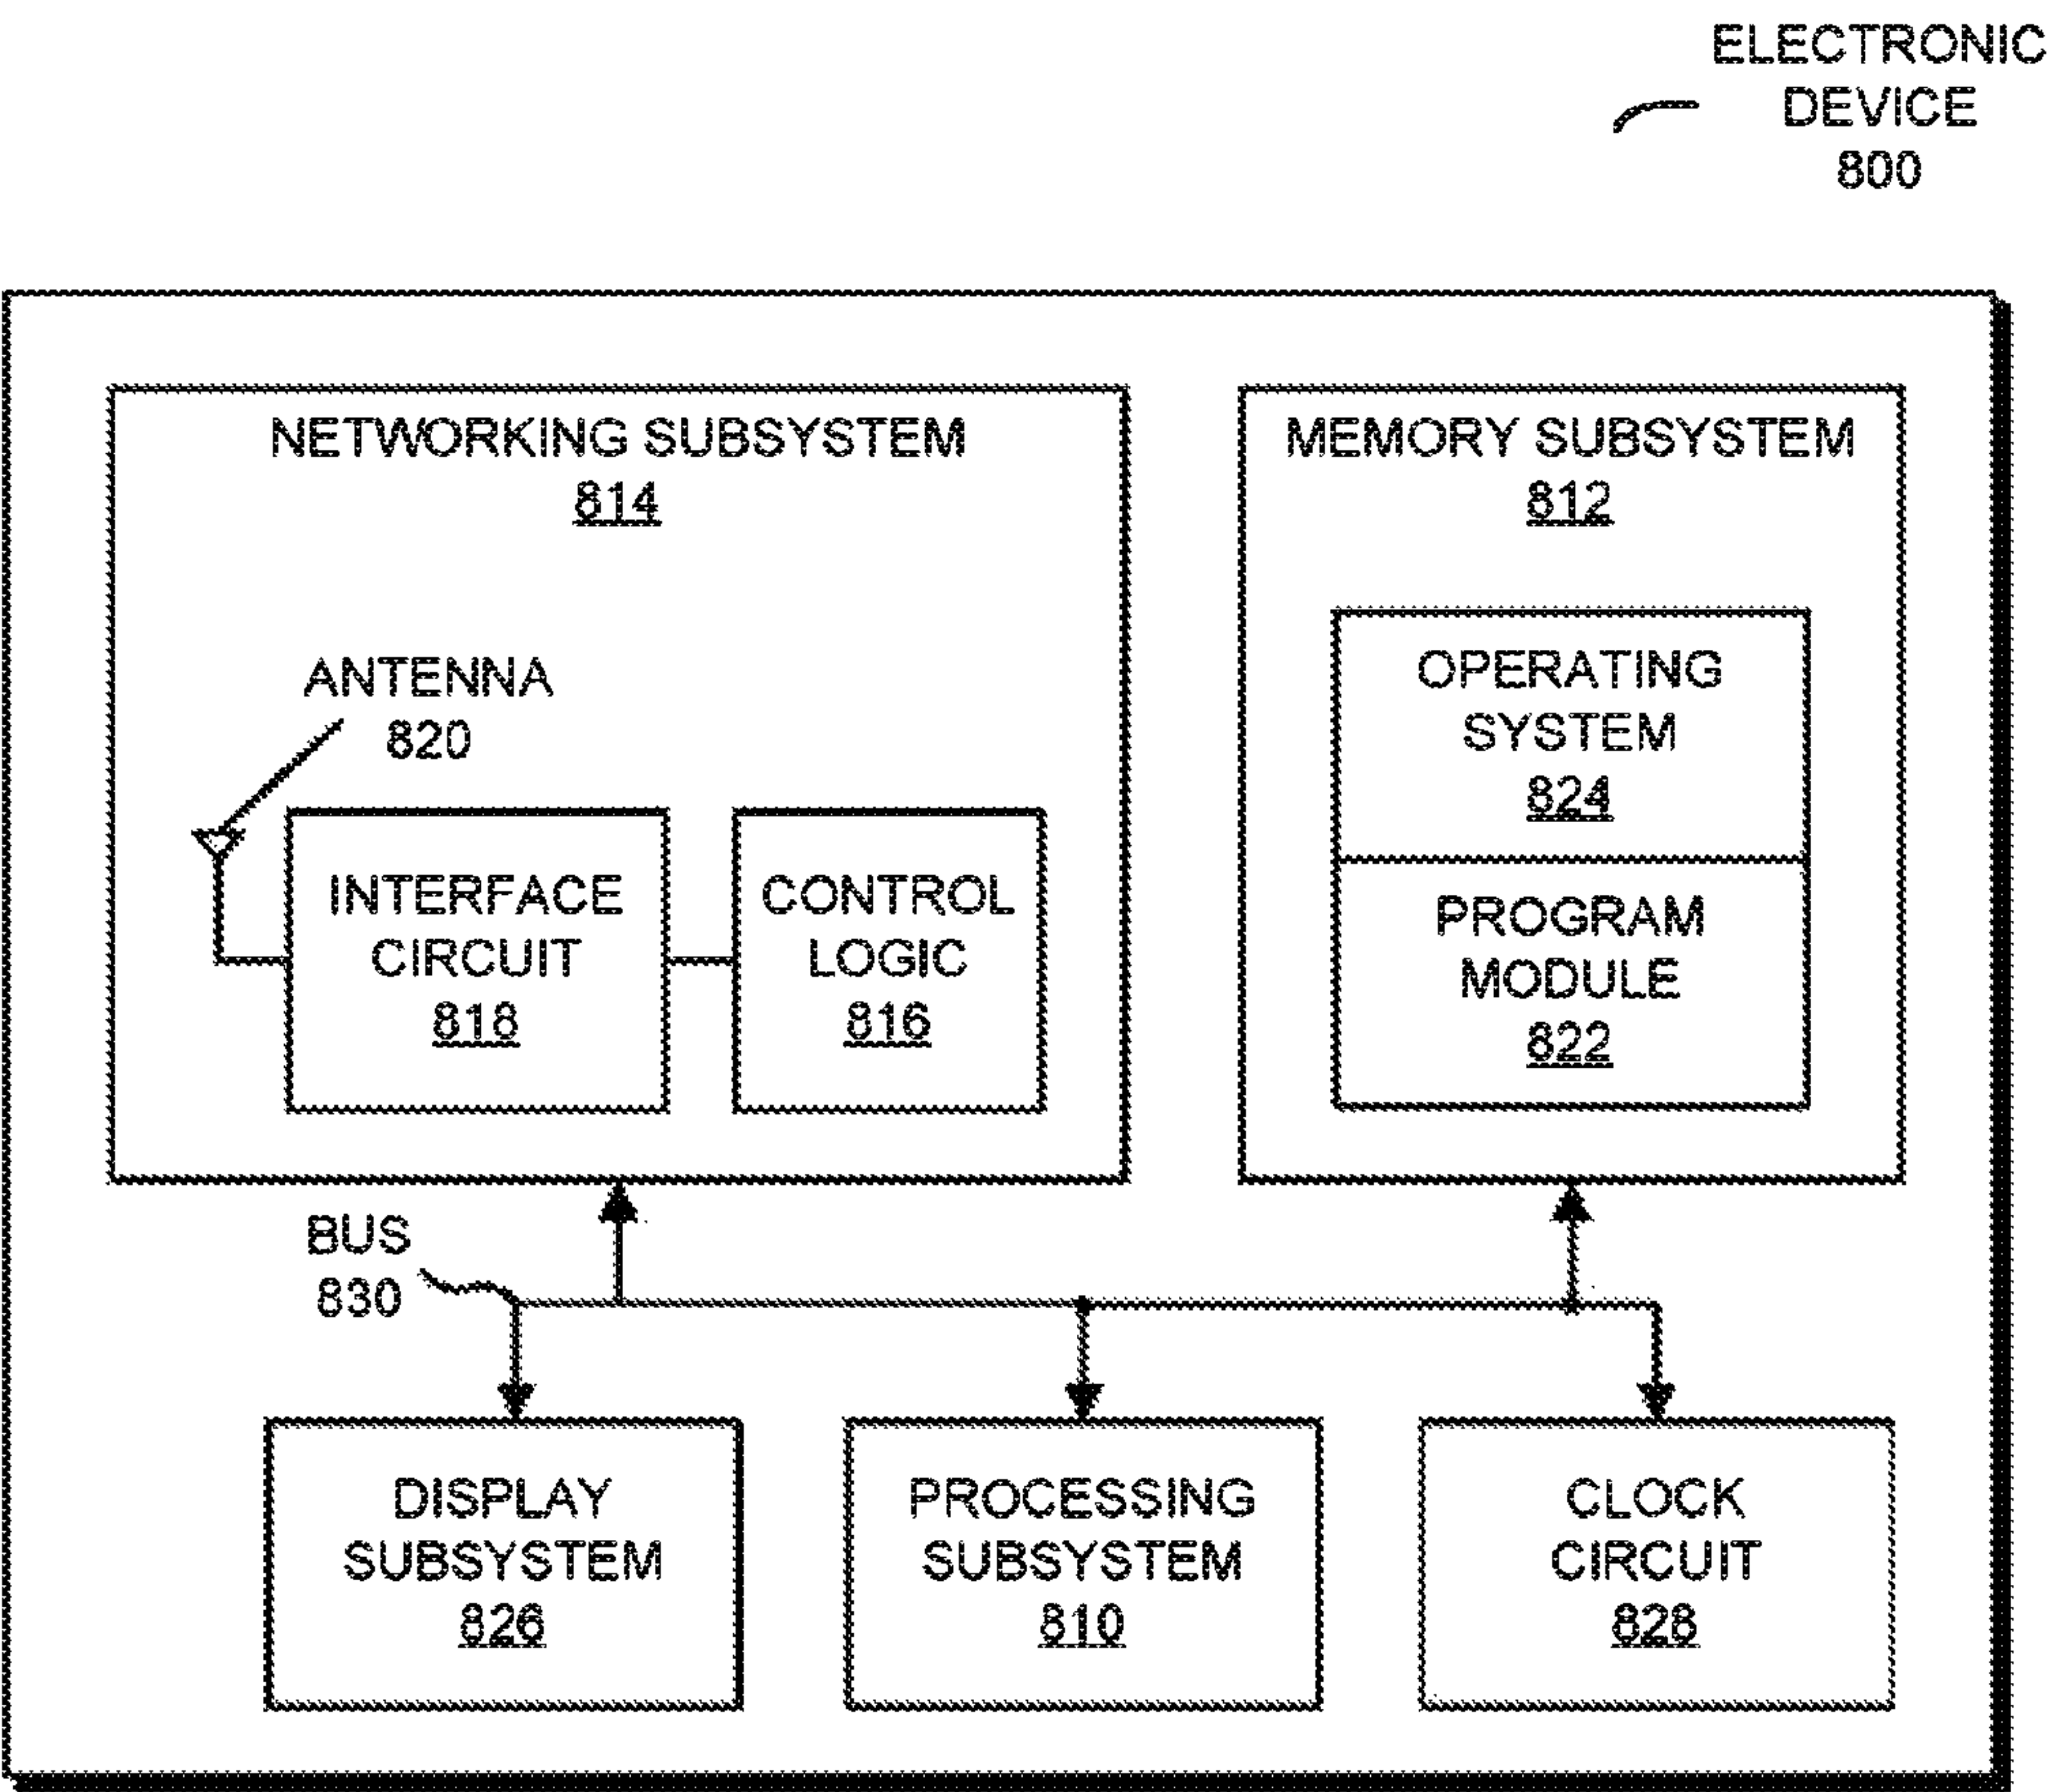 ELECTRONIC
DEVICE
800
NETWORKING SUBSYSTEM
814
MEMORY SUBSYSTEM
812
ANTENNA
820
INTERFACE
CIRCUIT
818
CONTROL
LOGIC
816
OPERATING
SYSTEM
824
PROGRAM
MODULE
822
BUS
830
DISPLAY
SUBSYSTEM
826
PROCESSING
SUBSYSTEM
810
CLOCK
CIRCUIT
828